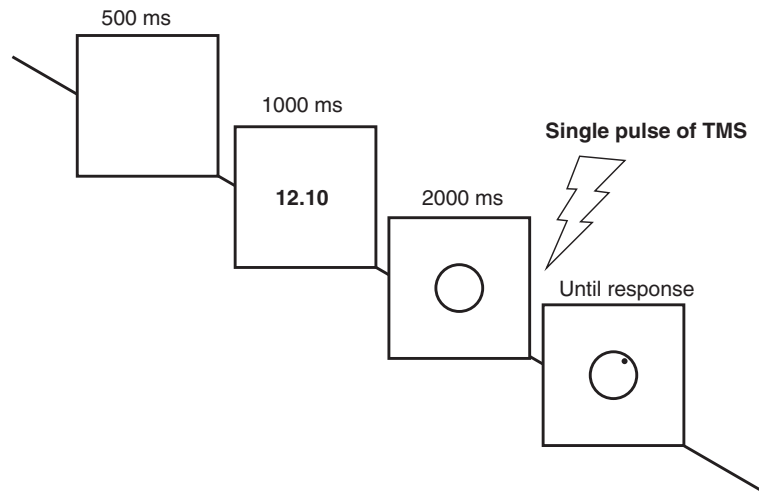 500 ms
1000 ms
Single pulse of TMS
12.10
2000 ms
Until response